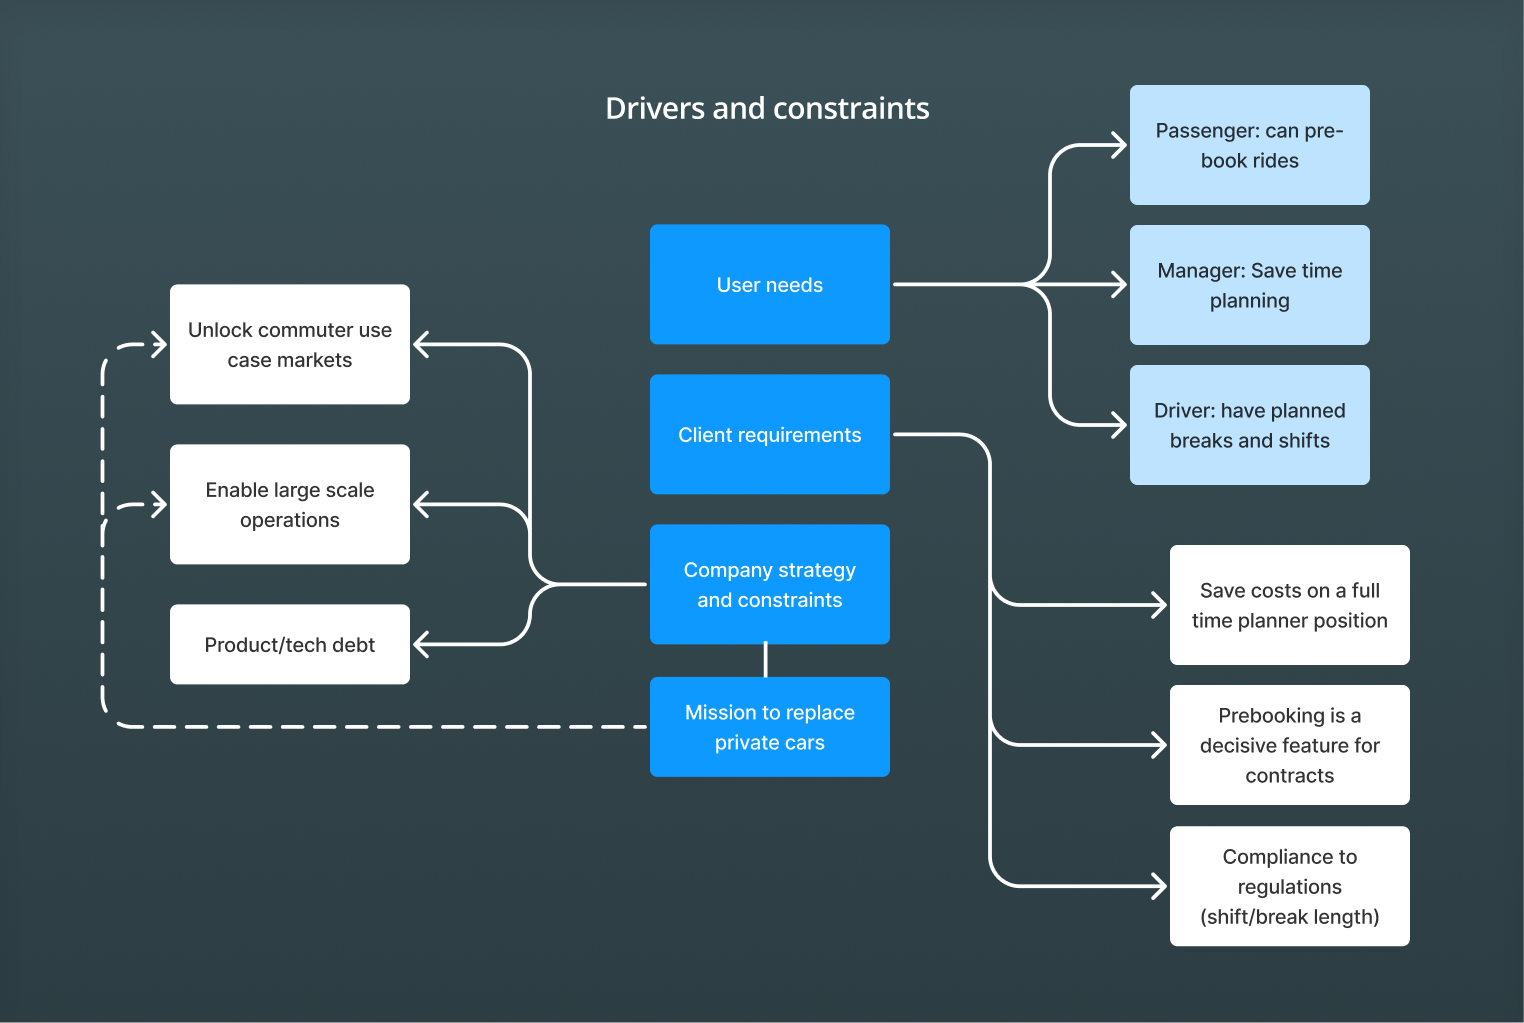 Drivers and constraints
Passenger: can pre-
book rides
User needs
Manager: Save time
planning
Unlock commuter use
case markets
Client requirements
Driver: have planned
breaks and shifts
Enable large scale
operations
Company strategy
and constraints
Save costs on a full
time planner position
Product/tech debt
Mission to replace
private cars
Prebooking is a
decisive feature for
contracts
Compliance to
regulations
(shift/break length)